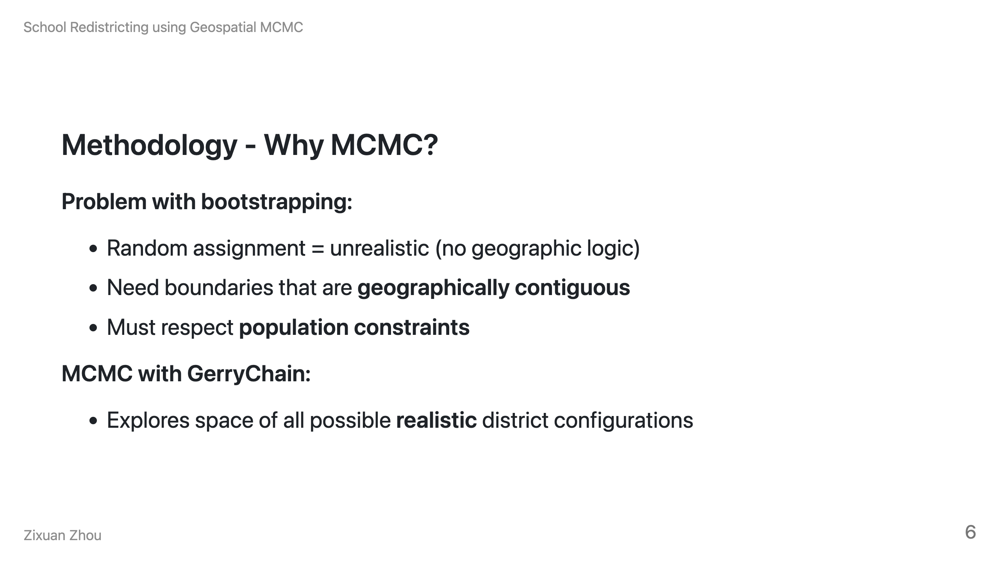 School Redistricting using Geospatial MCMC
Methodology - Why MCMC?
Problem with bootstrapping:
• Random assignment = unrealistic (no geographic logic)
• Need boundaries that are geographically contiguous
• Must respect population constraints
MCMC with GerryChain:
• Explores space of all possible realistic district configurations
Zixuan Zhou
6